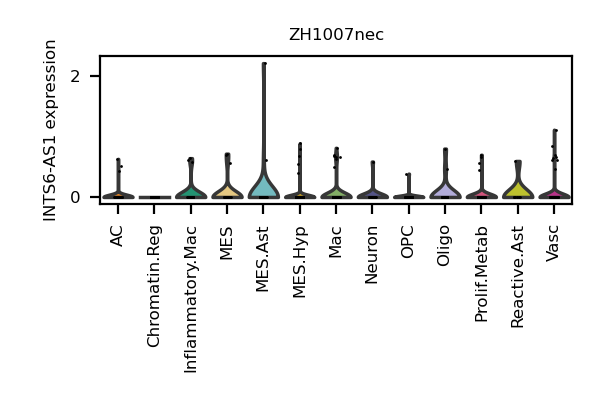 ZH1007nec
INTS6-AS1 expression
2
0
AC
Chromatin.Reg
Inflammatory.Mac
MES
MES.Ast
MES.Hyp
Mac
Neuron
OPC
Oligo
Prolif.Metab
Reactive.Ast
Vasc